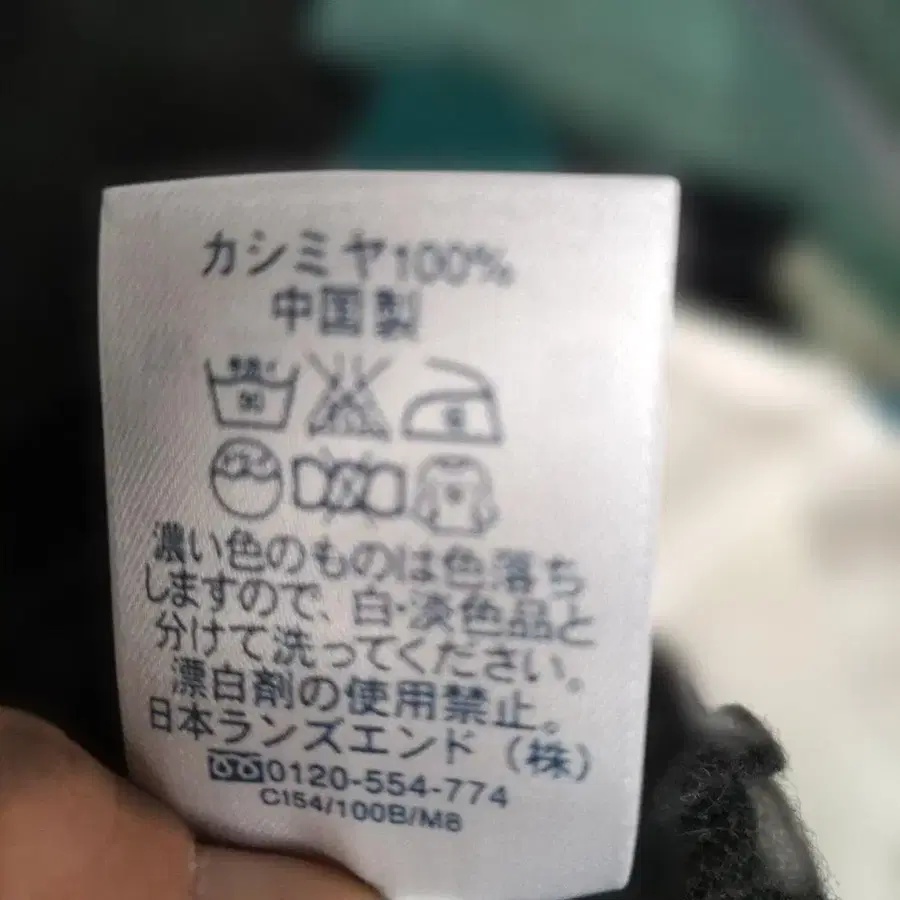 カシミヤ100%
中国製
濃い色のものは色落ち
しますので、白・淡色品と
分けて洗ってください。
漂白剤の使用禁止。
日本ランズエンド（株）
0120-554-774
C154/100B/M8